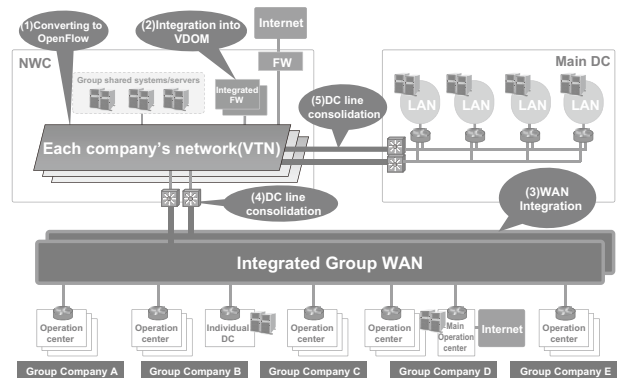 (1)Converting to
OpenFlow
(2)Integration into
VDOM
Internet
NWC
FW
Main DC
Group shared systems/servers
Integrated
FW
LAN
LAN
LAN
LAN
(5)DC line
consolidation
Each company's network(VTN)
(4)DC line
consolidation
(3)WAN
Integration
Integrated Group WAN
Operation
center
Operation
center
Individual
DC
Operation
center
Operation
center
Main
Operation
center
Internet
Operation
center
Group Company A
Group Company B
Group Company C
Group Company D
Group Company E